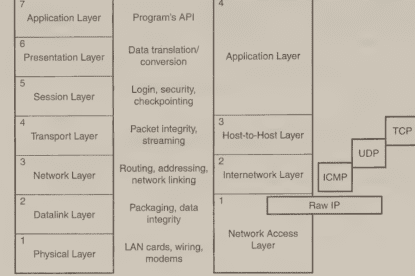 7
Application Layer
Program's API
4
Application Layer
6
Presentation Layer
Data translation/
conversion
5
Session Layer
Login, security,
checkpointing
4
Transport Layer
Packet integrity,
streaming
3
Host-to-Host Layer
TCP
UDP
3
Network Layer
Routing, addressing,
network linking
2
Internetwork Layer
ICMP
2
Datalink Layer
Packaging, data
integrity
1
Network Access
Layer
Raw IP
1
Physical Layer
LAN cards, wiring,
modems